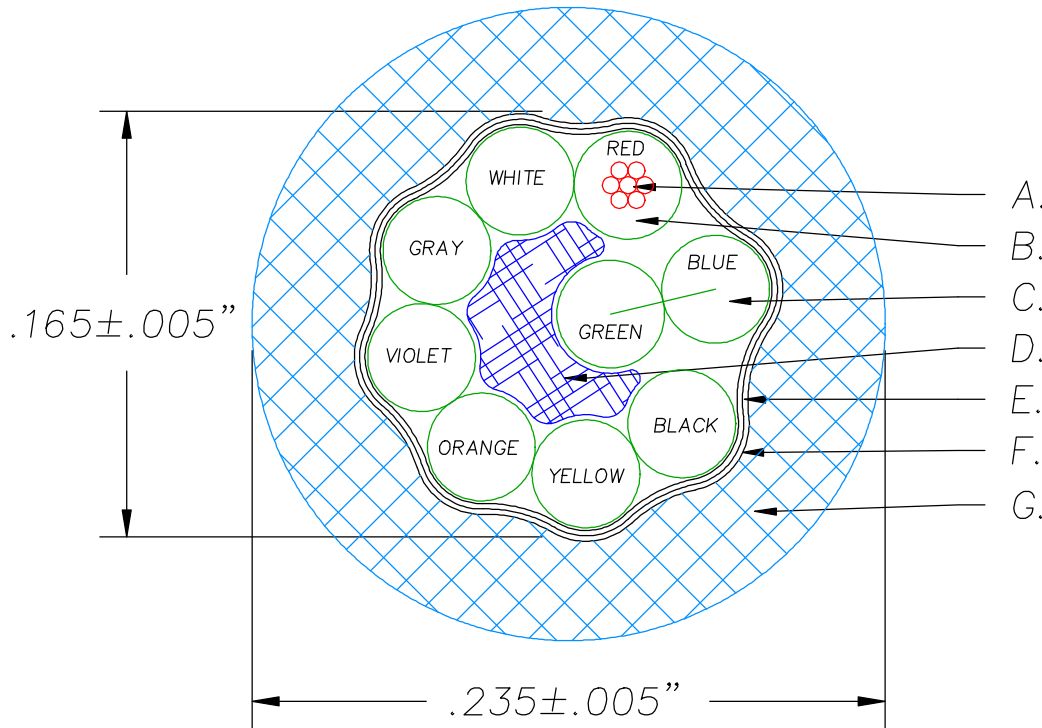 RED
WHITE
A.
B.
GRAY
BLUE
C.
.165±.005”
GREEN
D.
VIOLET
E.
BLACK
ORANGE
F.
YELLOW
G.
.235±.005”